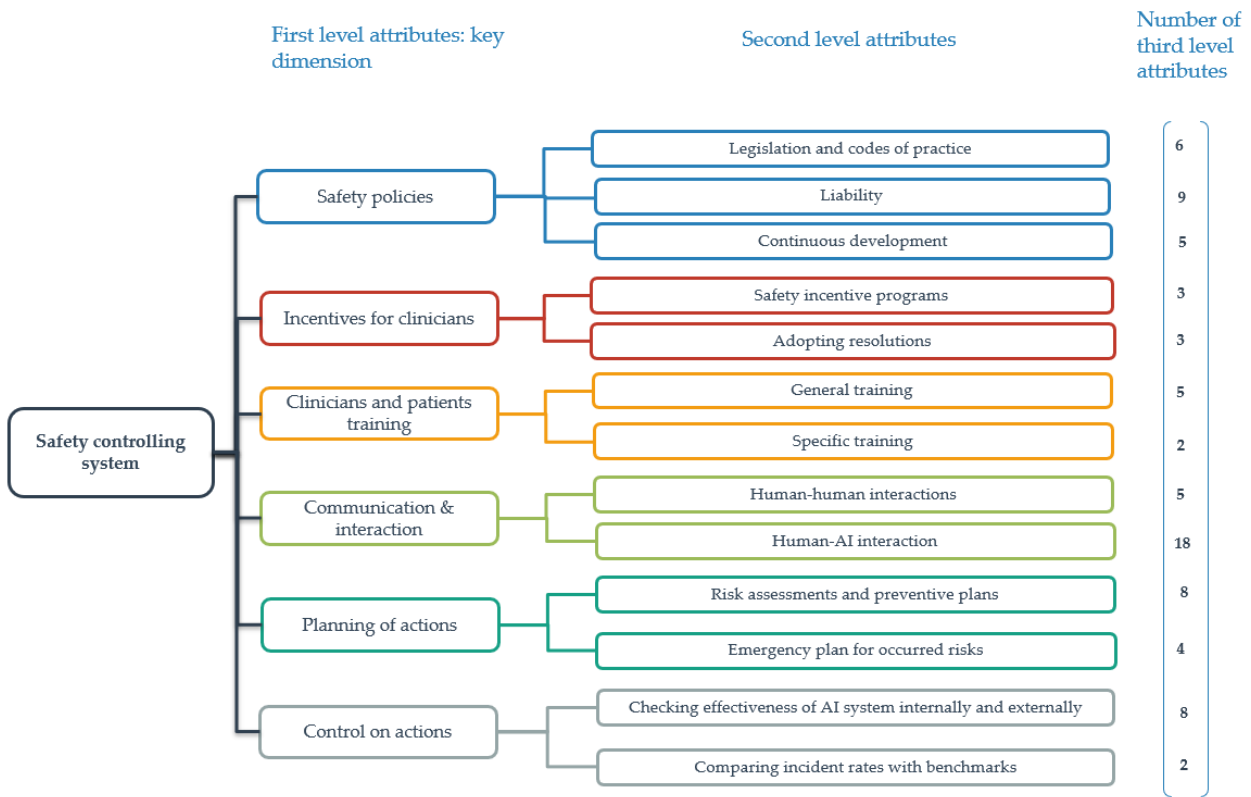 First level attributes: key
dimension
Second level attributes
Number of
third level
attributes
Safety controlling
system
Safety policies
Legislation and codes of practice
6
Liability
9
Continuous development
5
Incentives for clinicians
Safety incentive programs
3
Adopting resolutions
3
Clinicians and patients
training
General training
5
Specific training
2
Communication &
interaction
Human-human interactions
5
Human-AI interaction
18
Planning of actions
Risk assessments and preventive plans
8
Emergency plan for occurred risks
4
Control on actions
Checking effectiveness of AI system internally and externally
8
Comparing incident rates with benchmarks
2